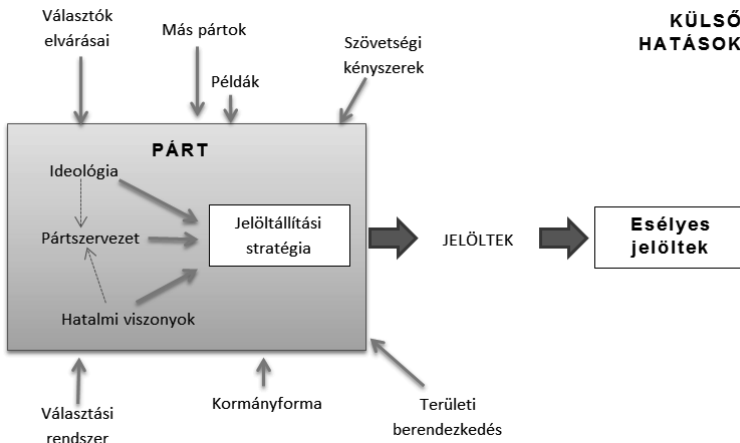 Választók
elvárásai
Más pártok
Példák
Szövetségi
kényszerek
KÜLSŐ
HATÁSOK
PÁRT
Ideológia
Pártszervezet
Hatalmi viszonyok
Jelöltállítási
stratégia
JELÖLTEK
Esélyes
jelöltek
Választási
rendszer
Kormányforma
Területi
berendezkedés